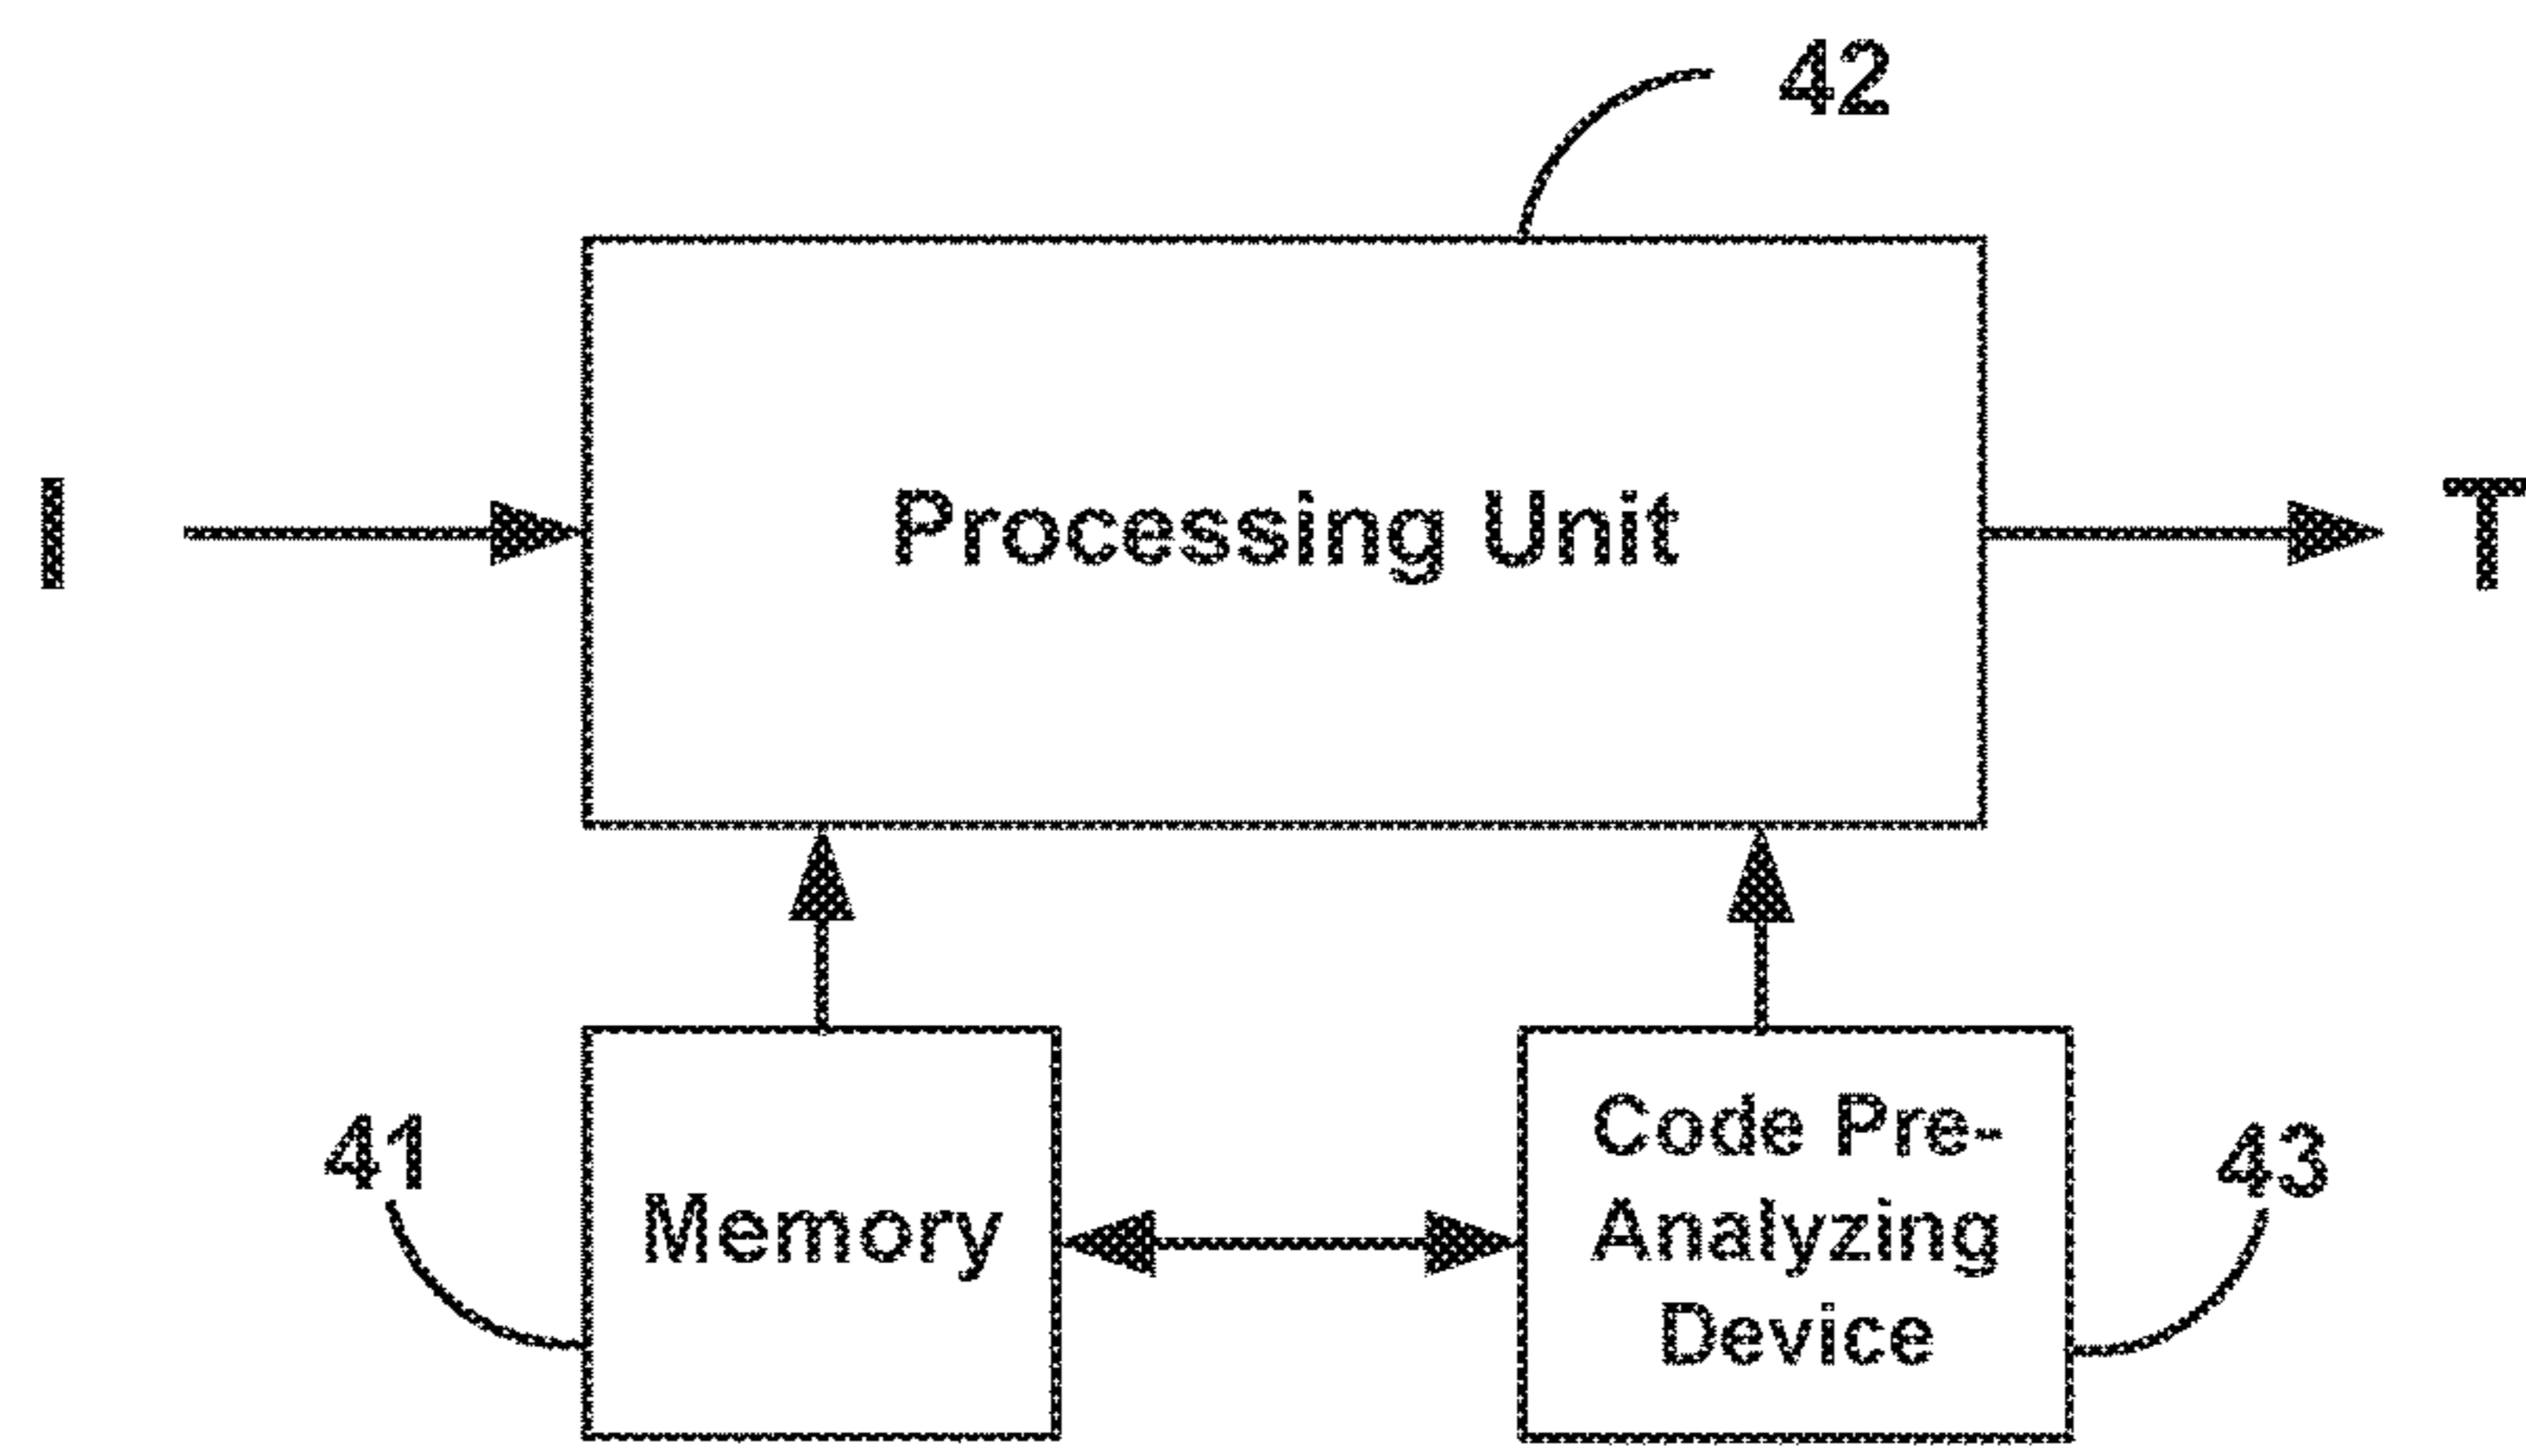 42
I
Processing Unit
T
41
Memory
Code Pre-
Analyzing
Device
43